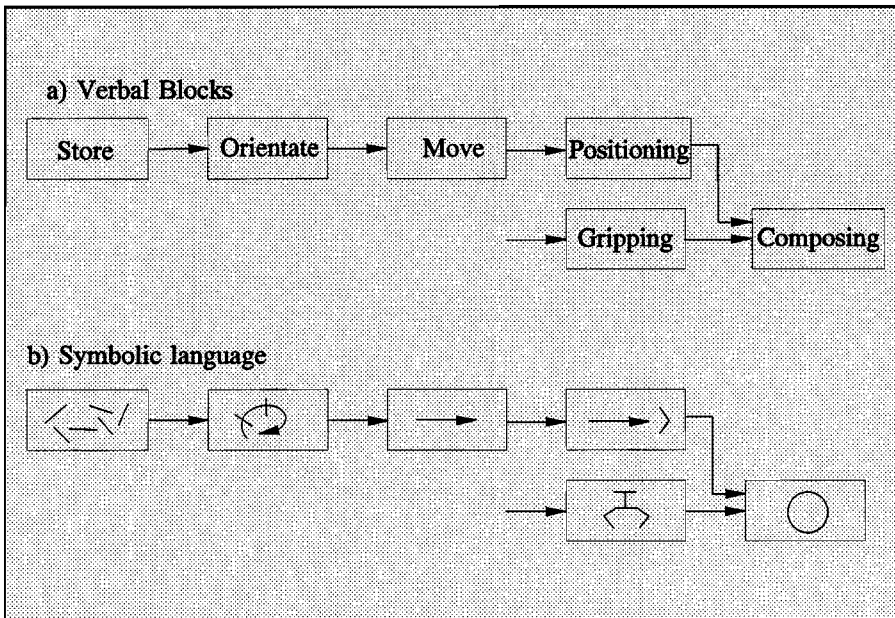 a) Verbal Blocks
Store
Orientate
Move
Positioning
Gripping
Composing
b) Symbolic language